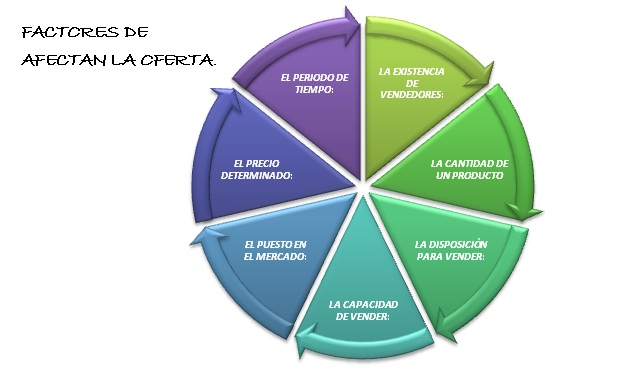 FACTORES DE
AFECTAN LA OFERTA.
EL PERIODO DE
TIEMPO:
LA EXISTENCIA
DE
VENDEDORES:
LA CANTIDAD DE
UN PRODUCTO
LA DISPOSICIÓN
PARA VENDER:
LA CAPACIDAD
DE VENDER:
EL PUESTO EN
EL MERCADO:
EL PRECIO
DETERMINADO: